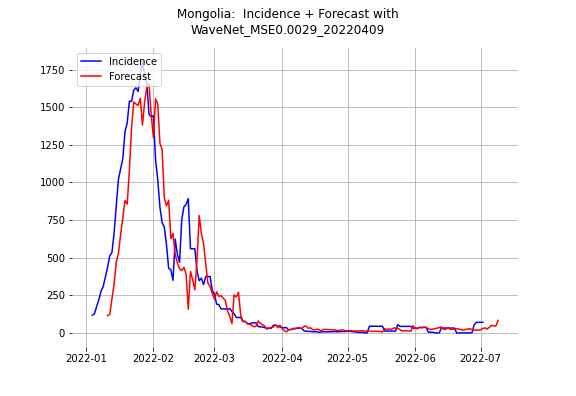 Mongolia:  Incidence + Forecast with
WaveNet_MSE0.0029_20220409
Incidence
Forecast
1750
1500
1250
1000
750
500
250
0
2022-01 2022-02 2022-03 2022-04 2022-05 2022-06 2022-07